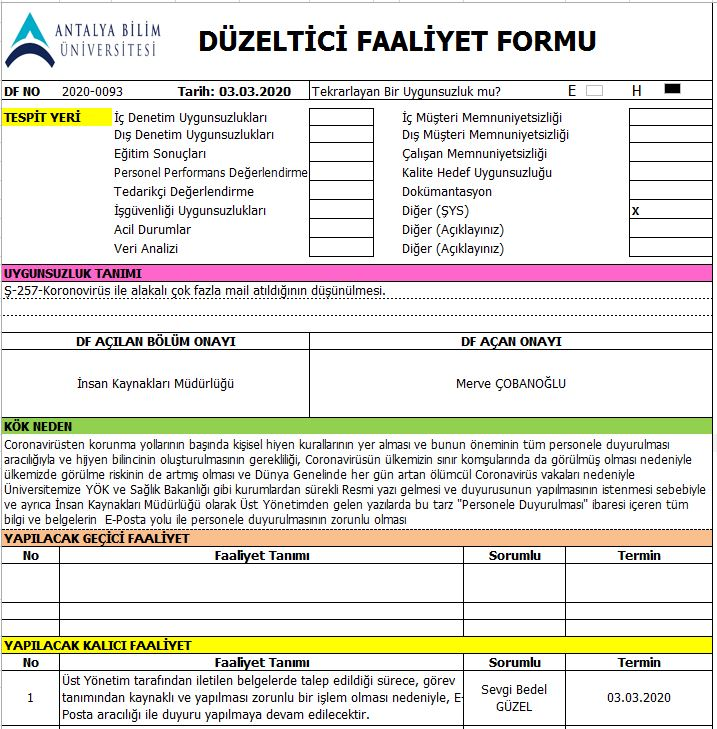 ANTALYA BİLİM
ÜNİVERSİTESİ
DÜZELTİCİ FAALİYET FORMU
DF NO 2020-0093 Tarih: 03.03.2020 Tekrarlayan Bir Uygunsuzluk mu? E H
TESPİT YERİ İç Denetim Uygunsuzlukları İç Müşteri Memnuniyetsizliği
Dış Denetim Uygunsuzlukları Dış Müşteri Memnuniyetsizliği
Eğitim Sonuçları Çalışan Memnuniyetsizliği
Personel Performans Değerlendirme Kalite Hedef Uygunsuzluğu
Tedarikçi Değerlendirme Dokümantasyon
İşgüvenliği Uygunsuzlukları Diğer (ŞYS) x
Acil Durumlar Diğer (Açıklayınız)
Veri Analizi Diğer (Açıklayınız)
UYGUNSUZLUK TANIMI
Ş-257-Koronovirüs ile alakalı çok fazla mail atıldığının düşünülmesi.
DF AÇILAN BÖLÜM ONAYI DF AÇAN ONAYI
İnsan Kaynakları Müdürlüğü Merve ÇOBANOĞLU
KÖK NEDEN
Coronavirüsten korunma yollarının başında kişisel hiyen kurallarının yer alması ve bunun öneminin tüm personele duyurulması
aracılığıyla ve hijyen bilincinin oluşturulmasının gerekliliği, Coronavirüsün ülkemizin sınır komşularında da görülmüş olması nedeniyle
ülkemizde görülme riskinin de artmış olması ve Dünya Genelinde her gün artan ölümcül Coronavirüs vakaları nedeniyle
Üniversitemize YÖK ve Sağlık Bakanlığı gibi kurumlardan sürekli Resmi yazı gelmesi ve duyurusunun yapılmasının istenmesi sebebiyle
ve ayrıca İnsan Kaynakları Müdürlüğü olarak Üst Yönetimden gelen yazılarda bu tarz "Personele Duyurulması" ibaresi içeren tüm
bilgi ve belgelerin E-Posta yolu ile personele duyurulmasının zorunlu olması
YAPILACAK GEÇİCİ FAALİYET
No Faaliyet Tanımı Sorumlu Termin
YAPILACAK KALICI FAALİYET
No Faaliyet Tanımı Sorumlu Termin
1 Üst Yönetim tarafından iletilen belgelerde talep edildiği sürece, görev
tanımından kaynaklı ve yapılması zorunlu bir işlem olması nedeniyle, E-
Posta aracılığı ile duyuru yapılmaya devam edilecektir.
Sevgi Bedel
GÜZEL
03.03.2020